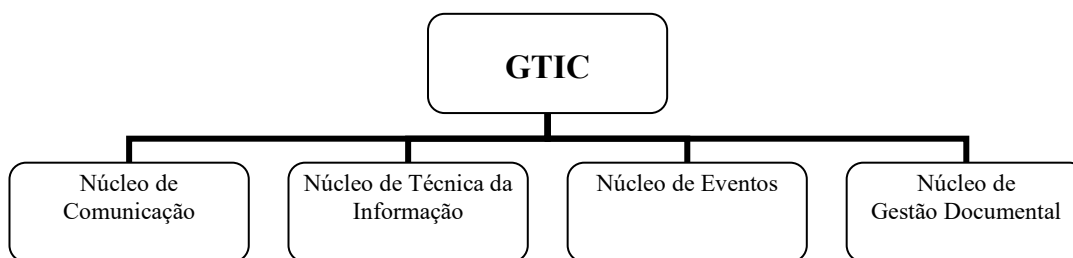 GTIC
Núcleo de
Comunicação
Núcleo de Técnica da
Informação
Núcleo de Eventos
Núcleo de
Gestão Documental